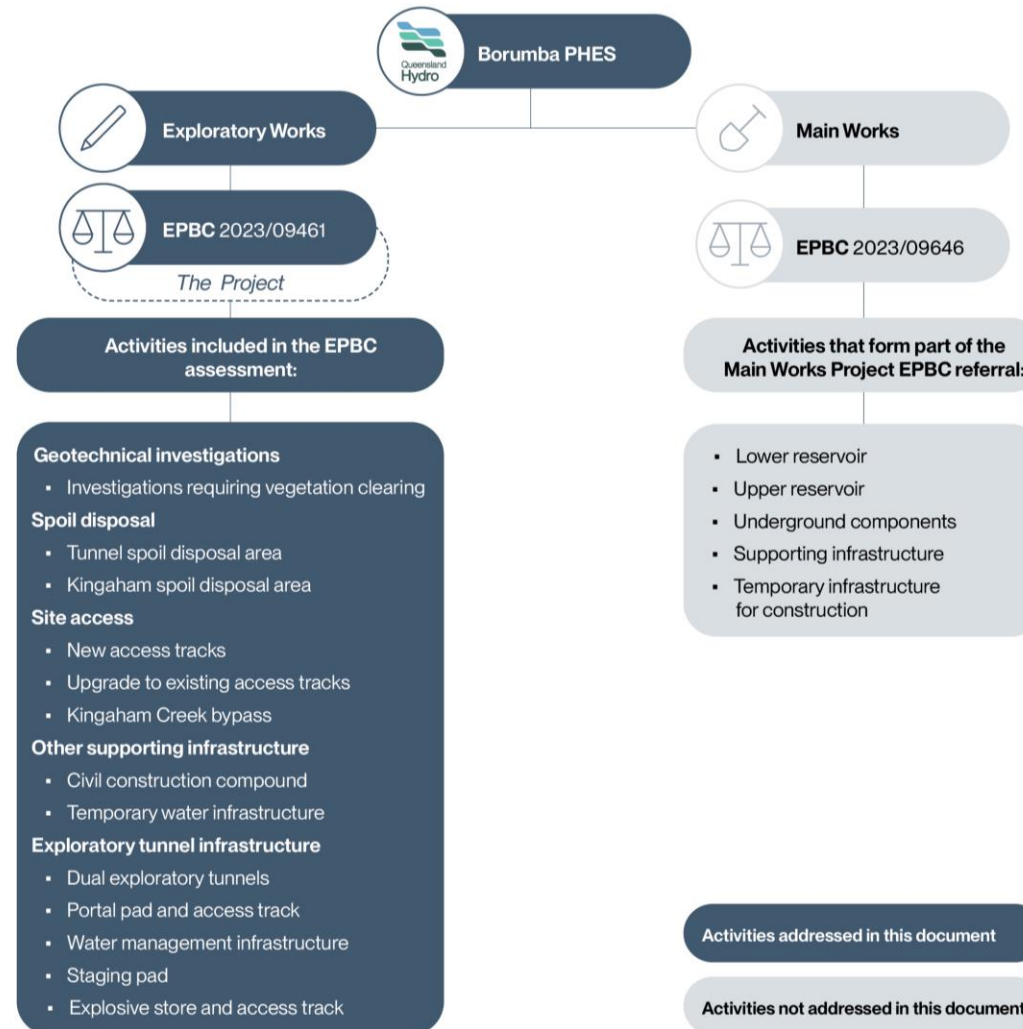 Queensland
Hydro
Borumba PHES
Exploratory Works
EPBC 2023/09461
The Project
Activities included in the EPBC
assessment:
Geotechnical investigations
▪ Investigations requiring vegetation clearing
Spoil disposal
▪ Tunnel spoil disposal area
▪ Kingaham spoil disposal area
Site access
▪ New access tracks
▪ Upgrade to existing access tracks
▪ Kingaham Creek bypass
Other supporting infrastructure
▪ Civil construction compound
▪ Temporary water infrastructure
Exploratory tunnel infrastructure
▪ Dual exploratory tunnels
▪ Portal pad and access track
▪ Water management infrastructure
▪ Staging pad
▪ Explosive store and access track
Main Works
EPBC 2023/09646
Activities that form part of the
Main Works Project EPBC referral:
▪ Lower reservoir
▪ Upper reservoir
▪ Underground components
▪ Supporting infrastructure
▪ Temporary infrastructure
for construction
Activities addressed in this document
Activities not addressed in this document